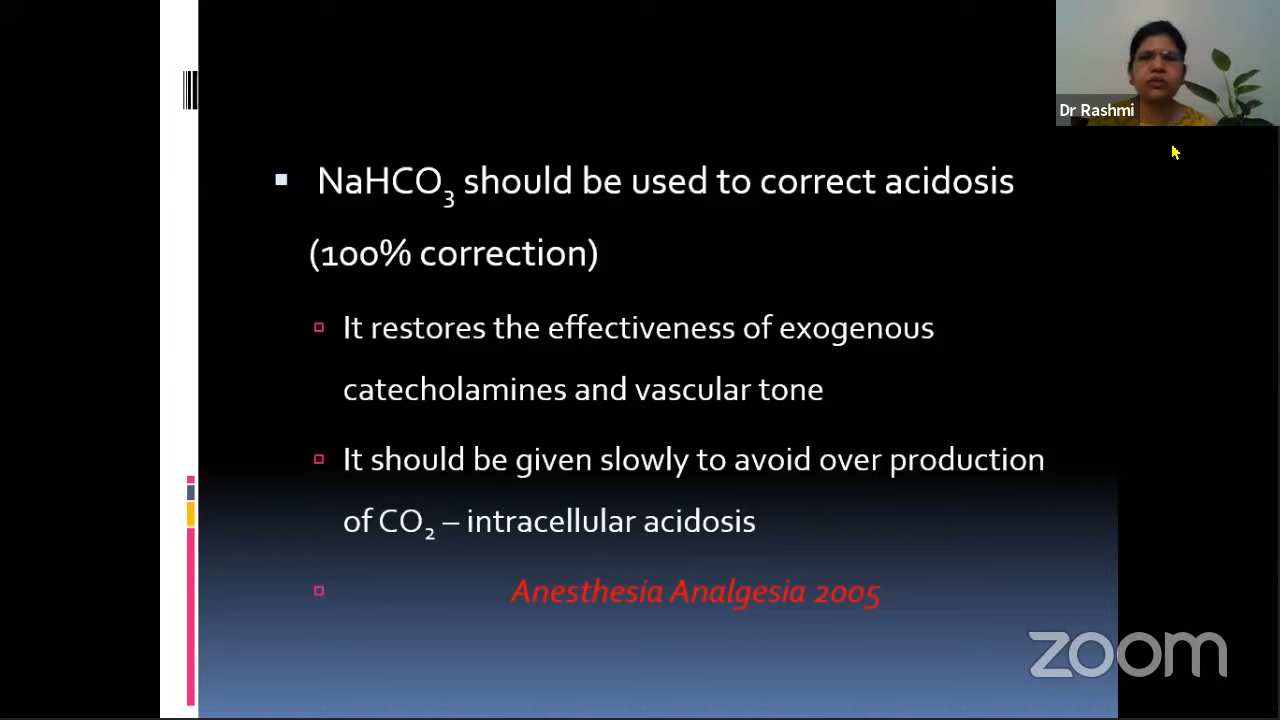 Dr Rashmi
NaHCO₃ should be used to correct acidosis
(100% correction)
It restores the effectiveness of exogenous
catecholamines and vascular tone
It should be given slowly to avoid over production
of CO₂ – intracellular acidosis
Anesthesia Analgesia 2005
zoom